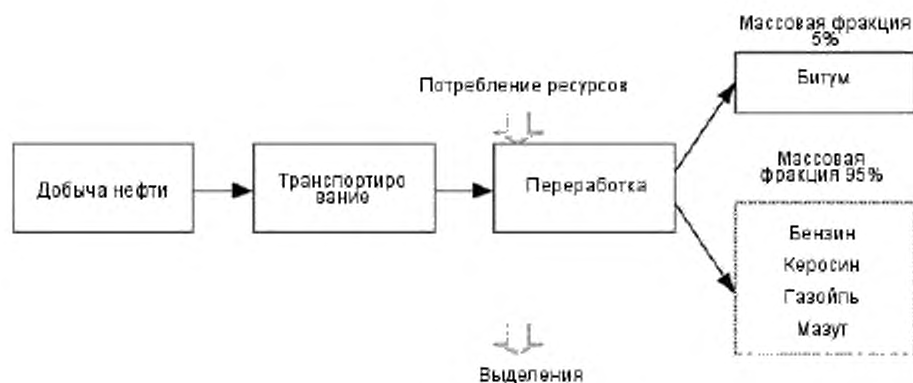 Массовая фракция
5%
Битум
Потребление ресурсов
Добыча нефти
Транспортиро
вание
Переработка
Массовая
фракция 95%
Бензин
Керосин
Газойль
Мазут
Выделения